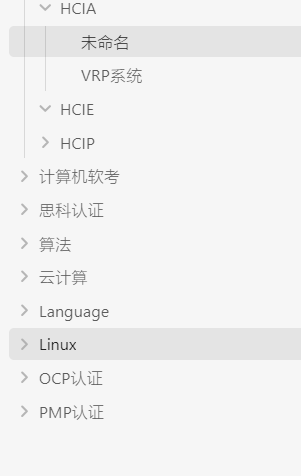 HCIA
未命名
VRP系统
HCIE
HCIP
计算机软考
思科认证
算法
云计算
Language
Linux
OCP认证
PMP认证